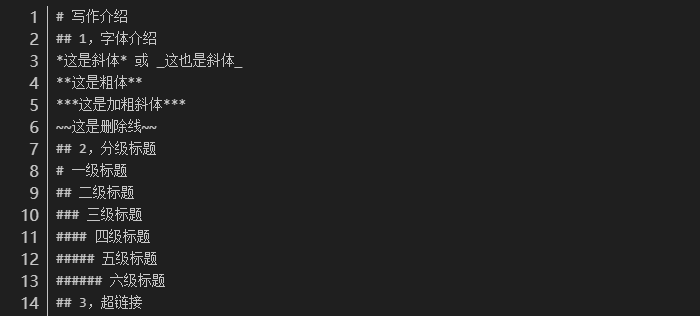 1 # 写作介绍
2 ## 1，字体介绍
3 *这是斜体* 或 _这也是斜体_
4 **这是粗体**
5 ***这是加粗斜体***
6 ~~这是删除线~~
7 ## 2，分级标题
8 # 一级标题
9 ## 二级标题
10 ### 三级标题
11 #### 四级标题
12 ##### 五级标题
13 ###### 六级标题
14 ## 3，超链接